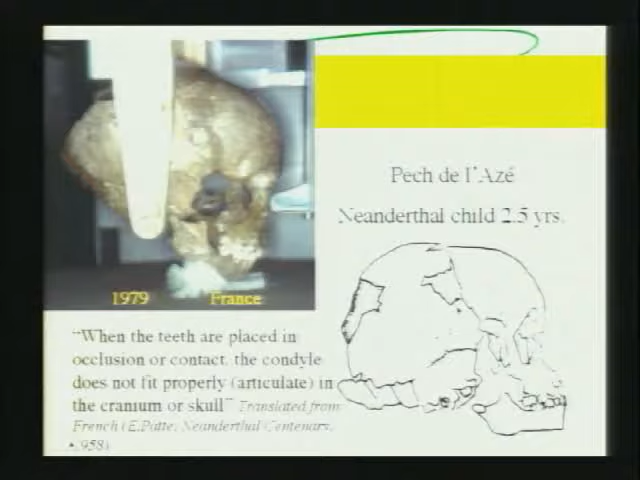 Pech de l'Azé
Neanderthal child 2.5 yrs.
1979 France
"When the teeth are placed in
occlusion or contact, the condyle
does not fit properly (articulate) in
the cranium or skull" Translated from
French (E.Patte, Neanderthal Centenary,
958)